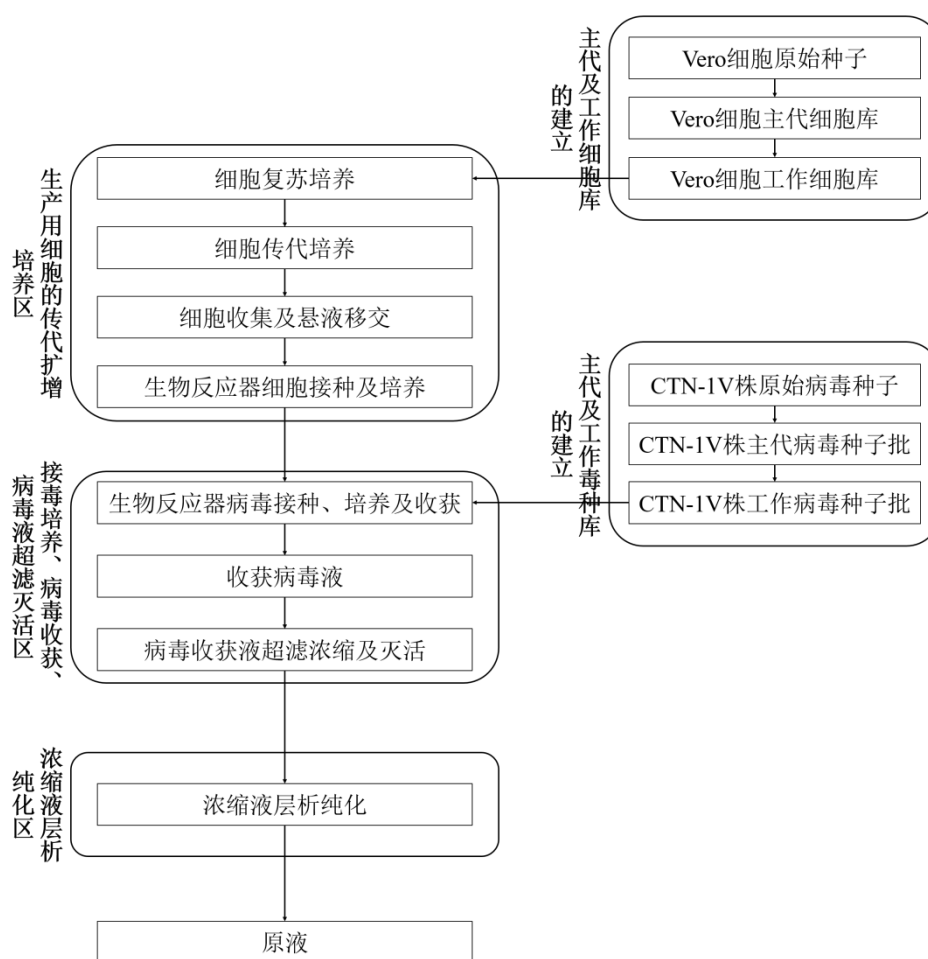 主代及工作细胞库
的建立
Vero细胞原始种子
Vero细胞主代细胞库
Vero细胞工作细胞库
生产用细胞的传代扩增
培养区
细胞复苏培养
细胞传代培养
细胞收集及悬液移交
生物反应器细胞接种及培养
主代及工作毒种库
的建立
CTN-1V株原始病毒种子
CTN-1V株主代病毒种子批
CTN-1V株工作病毒种子批
接毒培养、病毒收获、
病毒液超滤灭活区
生物反应器病毒接种、培养及收获
收获病毒液
病毒收获液超滤浓缩及灭活
浓缩液层析
纯化区
浓缩液层析纯化
原液